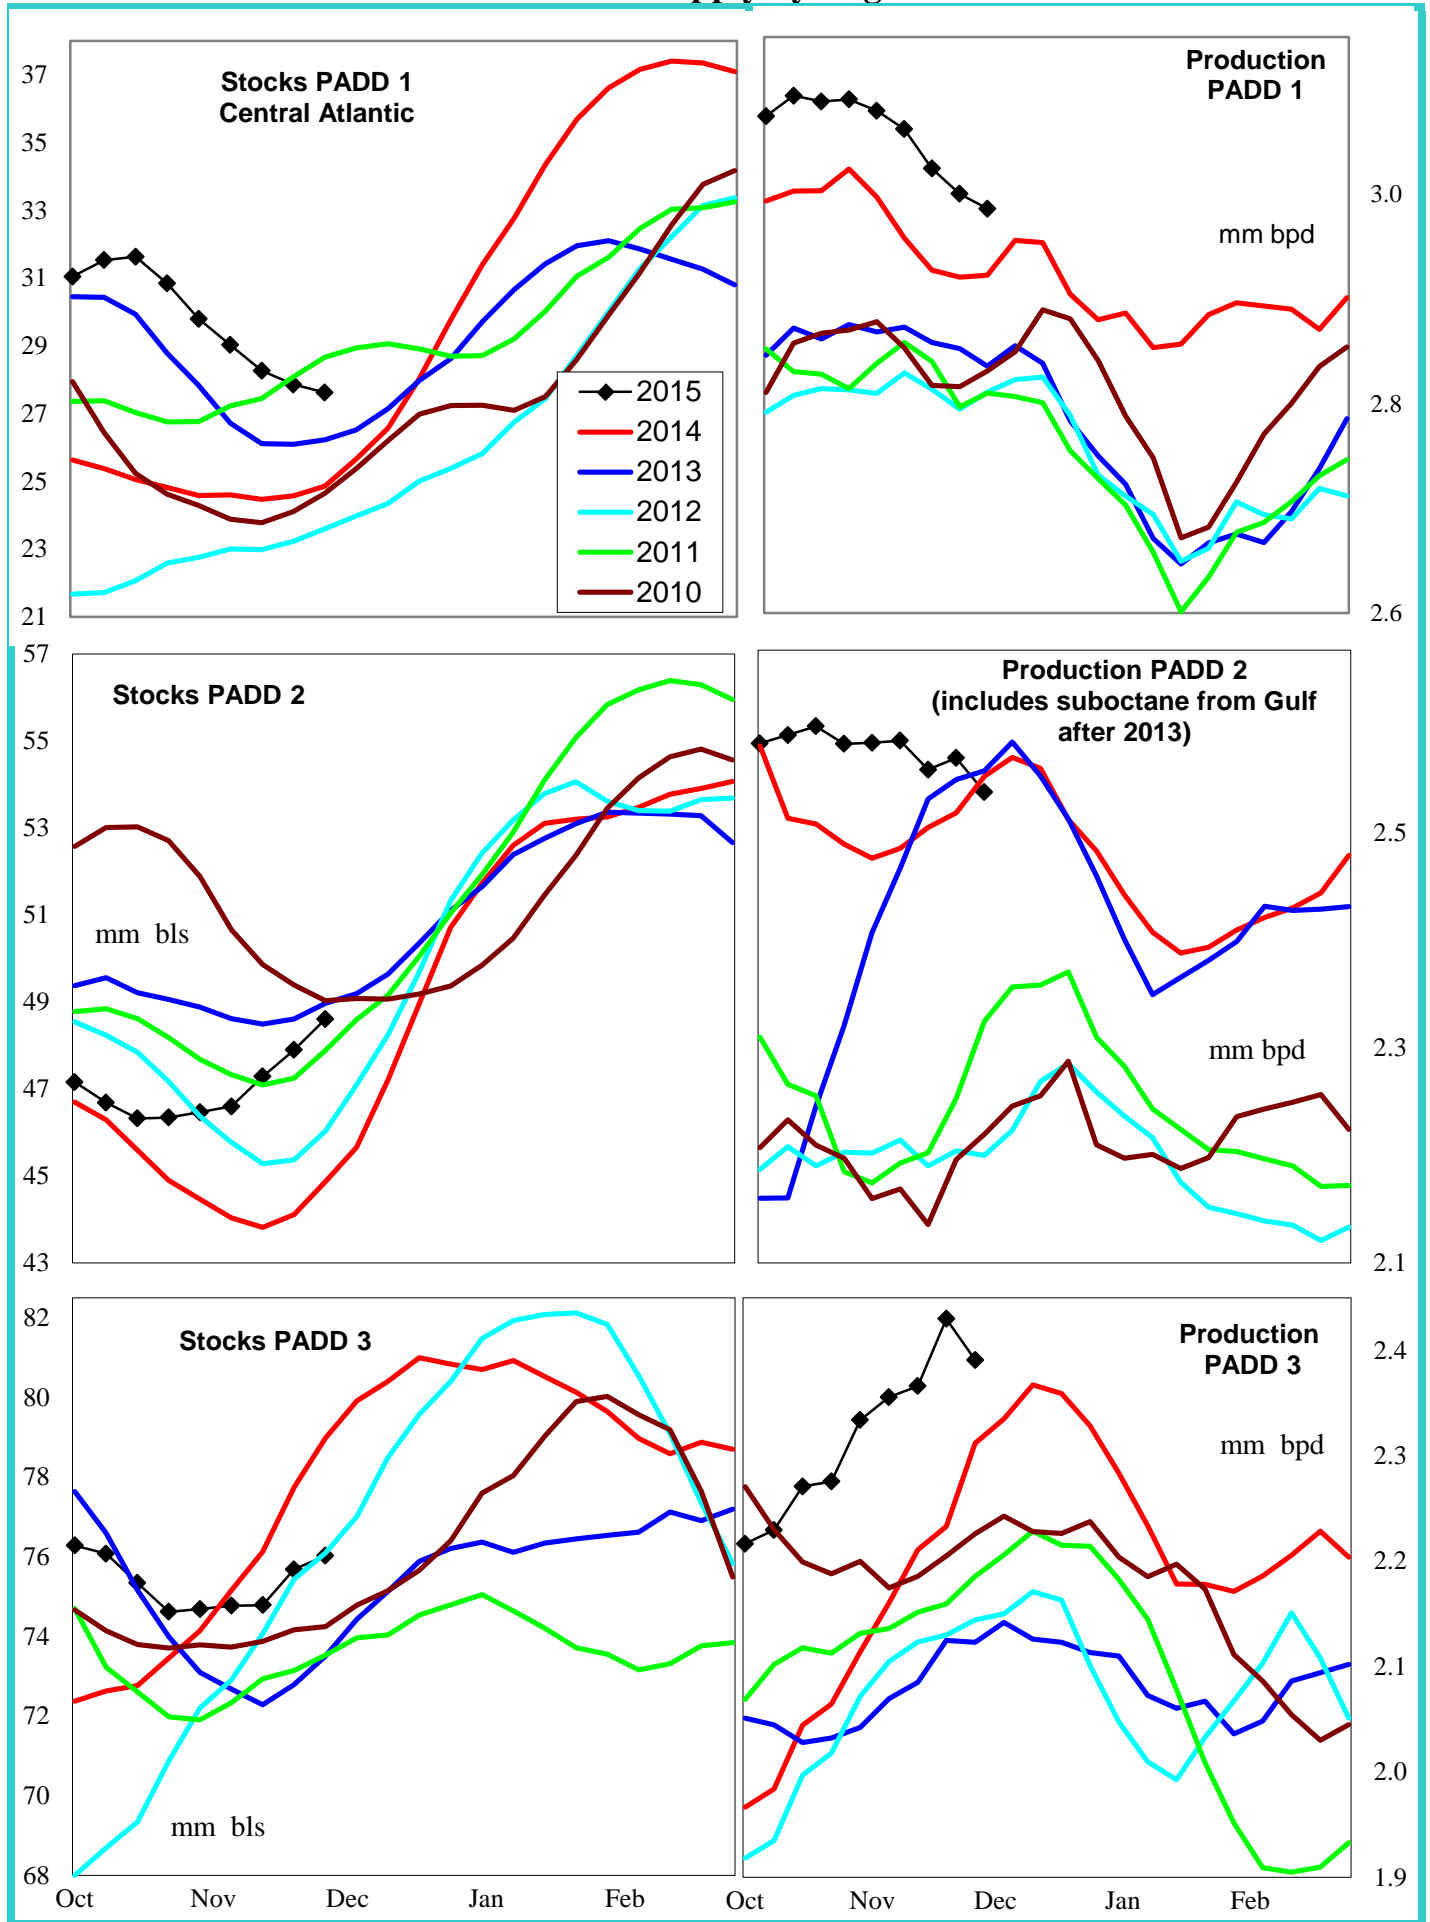 Stocks PADD 1
Central Atlantic
37
35
33
31
29
27
25
23
21
2015
2014
2013
2012
2011
2010
Production
PADD 1
mm bpd
3.0
2.8
2.6
Stocks PADD 2
mm bls
57
55
53
51
49
47
45
43
Production PADD 2
(includes suboctane from Gulf
after 2013)
mm bpd
2.5
2.3
2.1
Stocks PADD 3
mm bls
82
80
78
76
74
72
70
68
Oct Nov Dec Jan Feb
Production
PADD 3
mm bpd
2.4
2.3
2.2
2.1
2.0
1.9
Oct Nov Dec Jan Feb